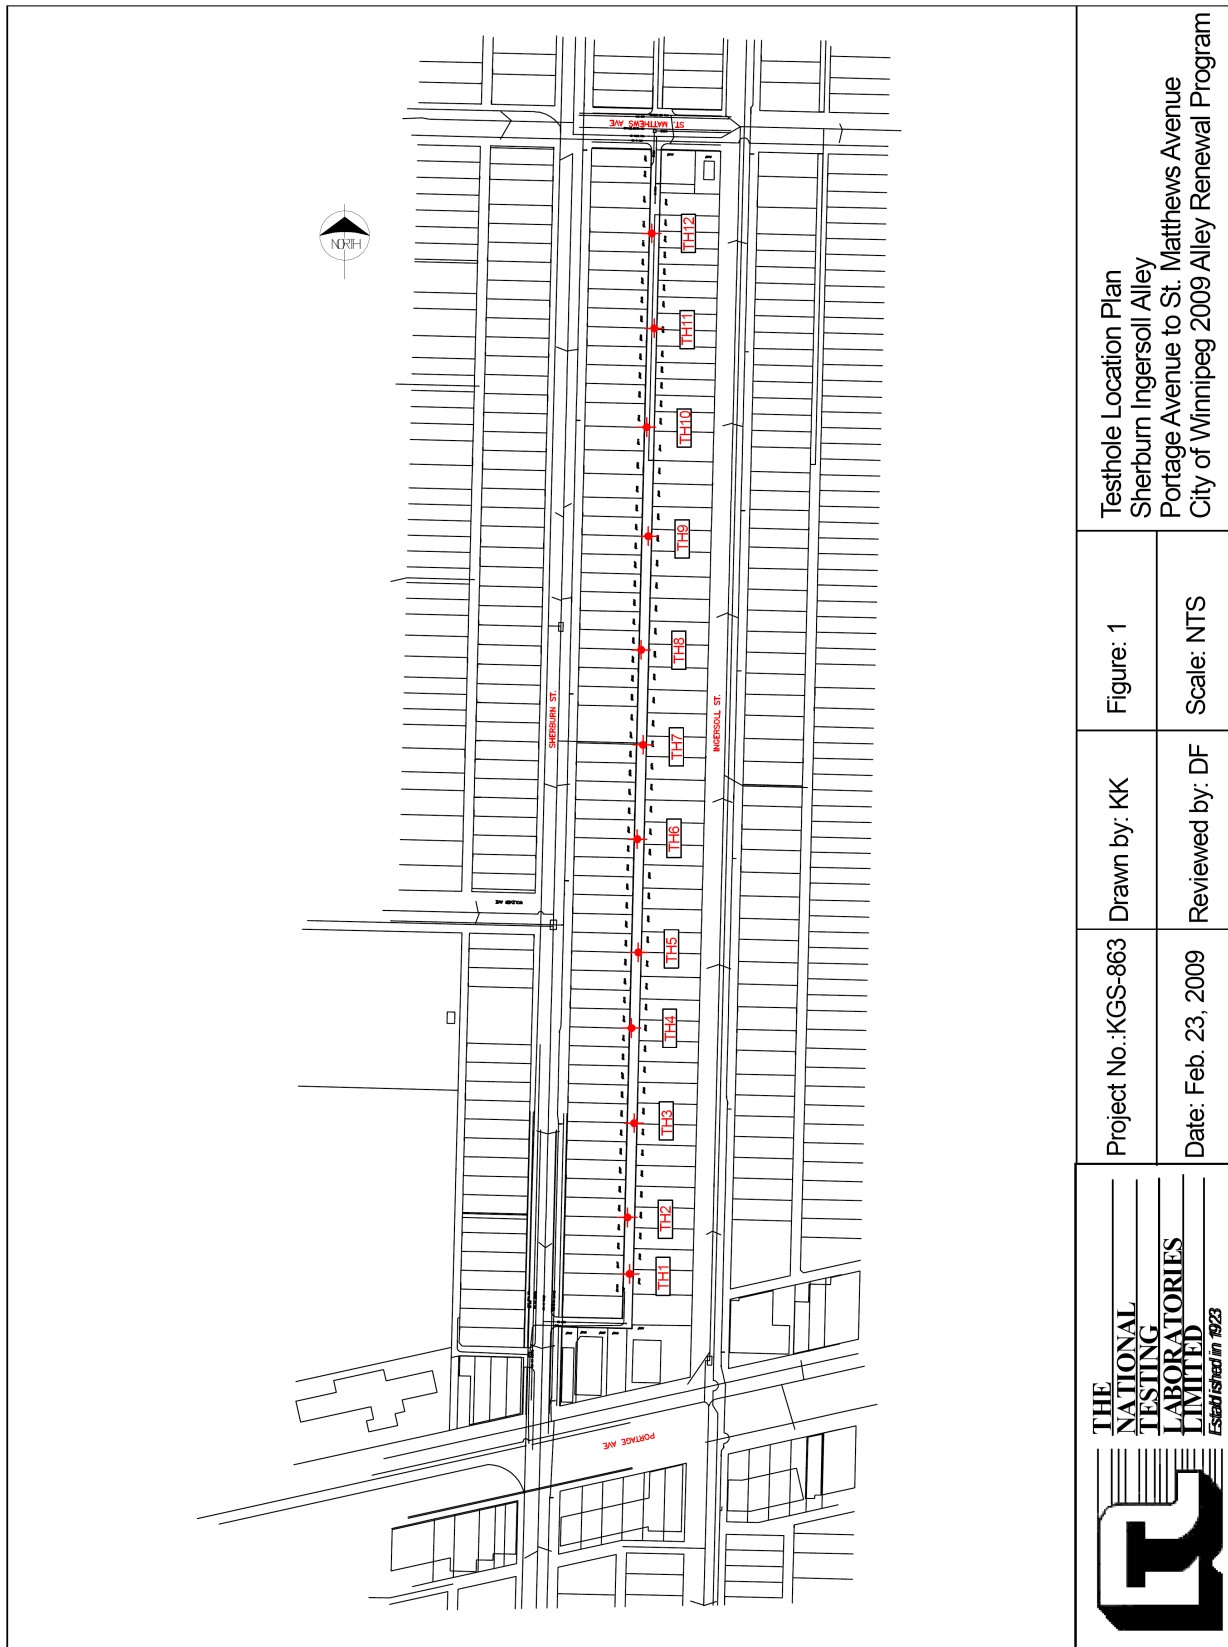 ST. MATTHEWS AVE
NORTH
TH12
TH11
TH10
TH9
TH8
SHERBURN ST.
INGERSOLL ST.
TH7
TH6
TH5
TH4
TH3
TH2
TH1
PORTAGE AVE
Testhole Location Plan
Sherburn Ingersoll Alley
Portage Avenue to St. Matthews Avenue
City of Winnipeg 2009 Alley Renewal Program
Figure: 1
Scale: NTS
Drawn by: KK
Reviewed by: DF
Project No.:KGS-863
Date: Feb. 23, 2009
THE
NATIONAL
TESTING
LABORATORIES
LIMITED
Established in 1923